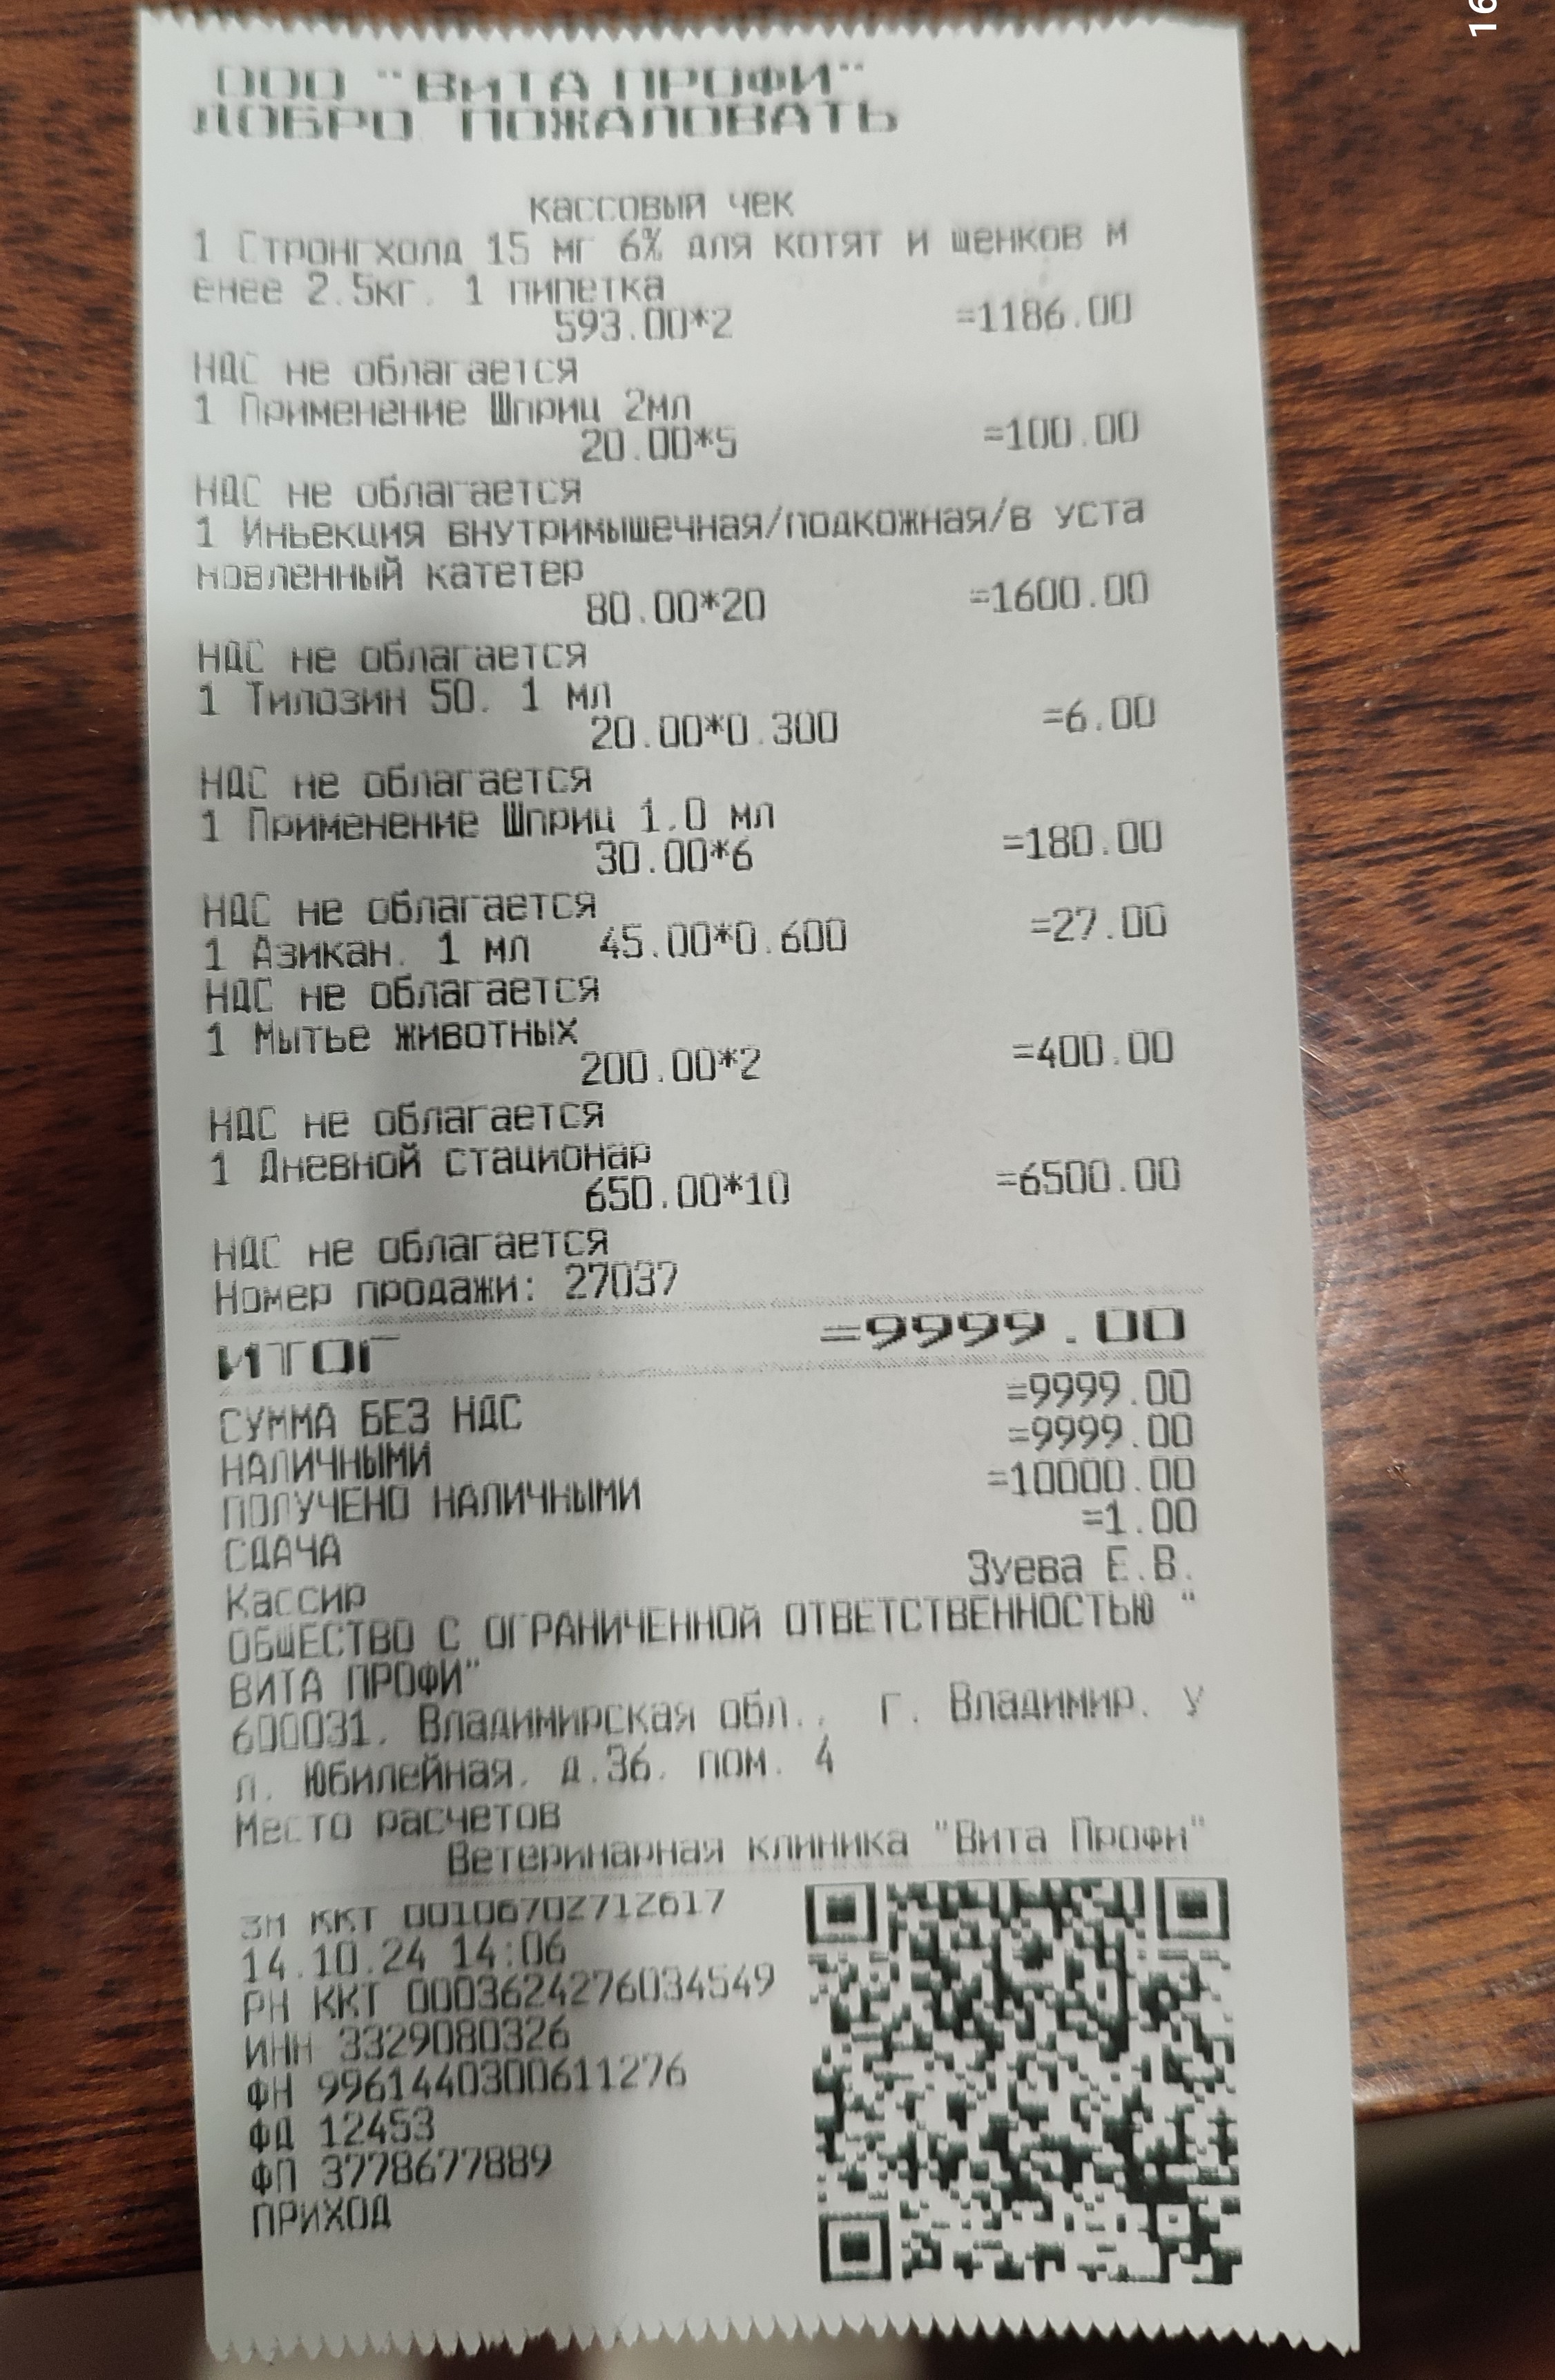 ООО "ВИТА ПРОФИ"
ДОБРО ПОЖАЛОВАТЬ
КАССОВЫЙ ЧЕК
1 Стронгхолд 15 мг 6% для котят и щенков м
енее 2.5кг. 1 пипетка
593.00*2 =1186.00
НДС не облагается
1 Применение Шприц 2мл
20.00*5 =100.00
НДС не облагается
1 Иньекция внутримышечная/подкожная/в уста
новленный катетер
80.00*20 =1600.00
НДС не облагается
1 Тилозин 50. 1 мл
20.00*0.300 =6.00
НДС не облагается
1 Применение Шприц 1.0 мл
30.00*6 =180.00
НДС не облагается
1 Азикан. 1 мл 45.00*0.600 =27.00
НДС не облагается
1 Мытье животных
200.00*2 =400.00
НДС не облагается
1 Дневной стационар
650.00*10 =6500.00
НДС не облагается
Номер продажи: 27037
ИТОГ =9999.00
СУММА БЕЗ НДС =9999.00
НАЛИЧНЫМИ =9999.00
ПОЛУЧЕНО НАЛИЧНЫМИ =10000.00
СДАЧА =1.00
Кассир Зуева Е.В.
ОБЩЕСТВО С ОГРАНИЧЕННОЙ ОТВЕТСТВЕННОСТЬЮ "
ВИТА ПРОФИ"
600031, Владимирская обл., г. Владимир, у
л. Юбилейная, д.36, пом. 4
Место расчетов
Ветеринарная клиника "Вита Профи"
ЗН ККТ 00106702712617
14.10.24 14:06
РН ККТ 0003624276034549
ИНН 3329080326
ФН 9961440300611276
ФД 12453
ФП 3778677889
ПРИХОД
16